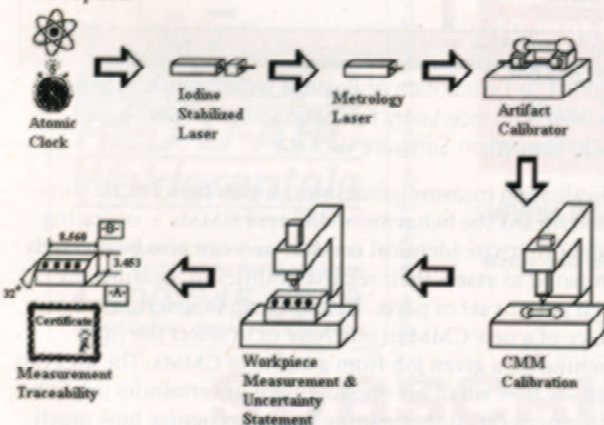 Atomic
Clock
Iodine
Stabilized
Laser
Metrology
Laser
Artifact
Calibrator
CMM
Calibration
Workpiece
Measurement &
Uncertainty
Statement
8.660
-B-
3.453
32°
-A-
Certificate
Measurement
Traceability